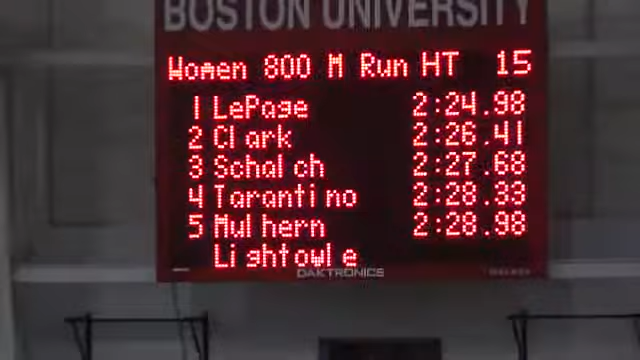 BOSTON UNIVERSITY
Women 800 M Run HT 15
1 LePage 2:24.98
2 Clark 2:26.41
3 Schalch 2:27.68
4 Tarantino 2:28.33
5 Mulhern 2:28.98
Lightowle
DAKTRONICS